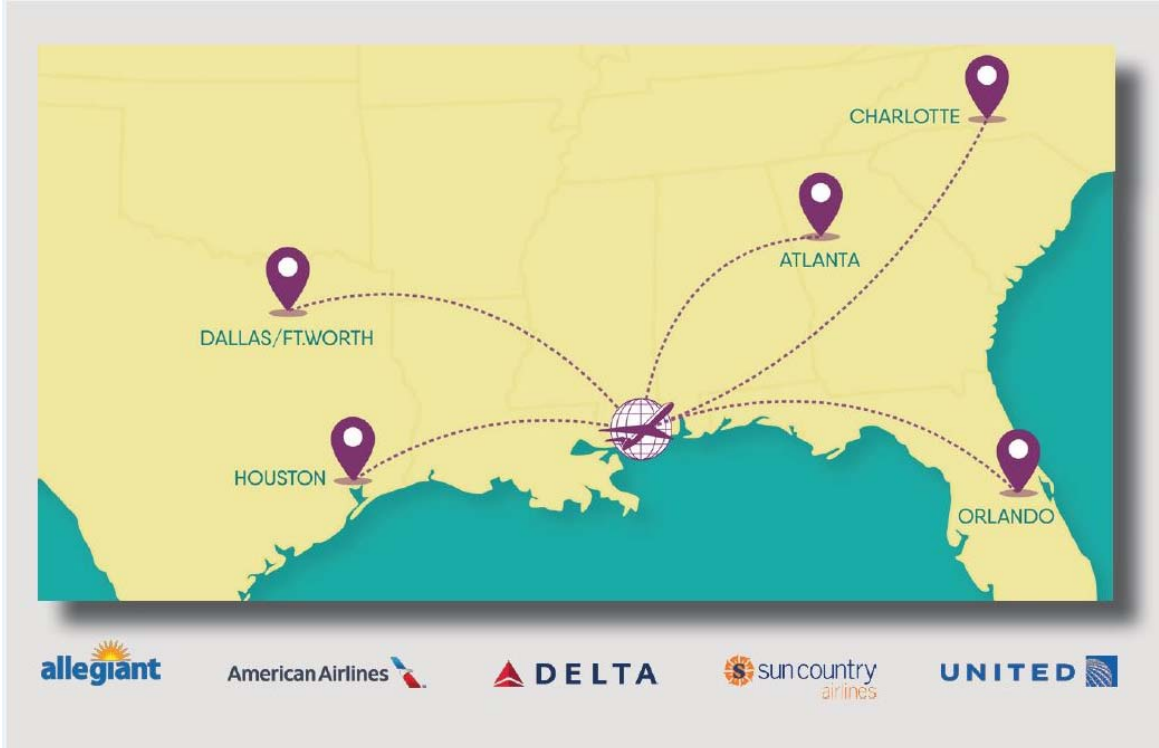 CHARLOTTE
ATLANTA
DALLAS/FT.WORTH
HOUSTON
ORLANDO
allegiant
American Airlines
DELTA
S sun country
airlines
UNITED